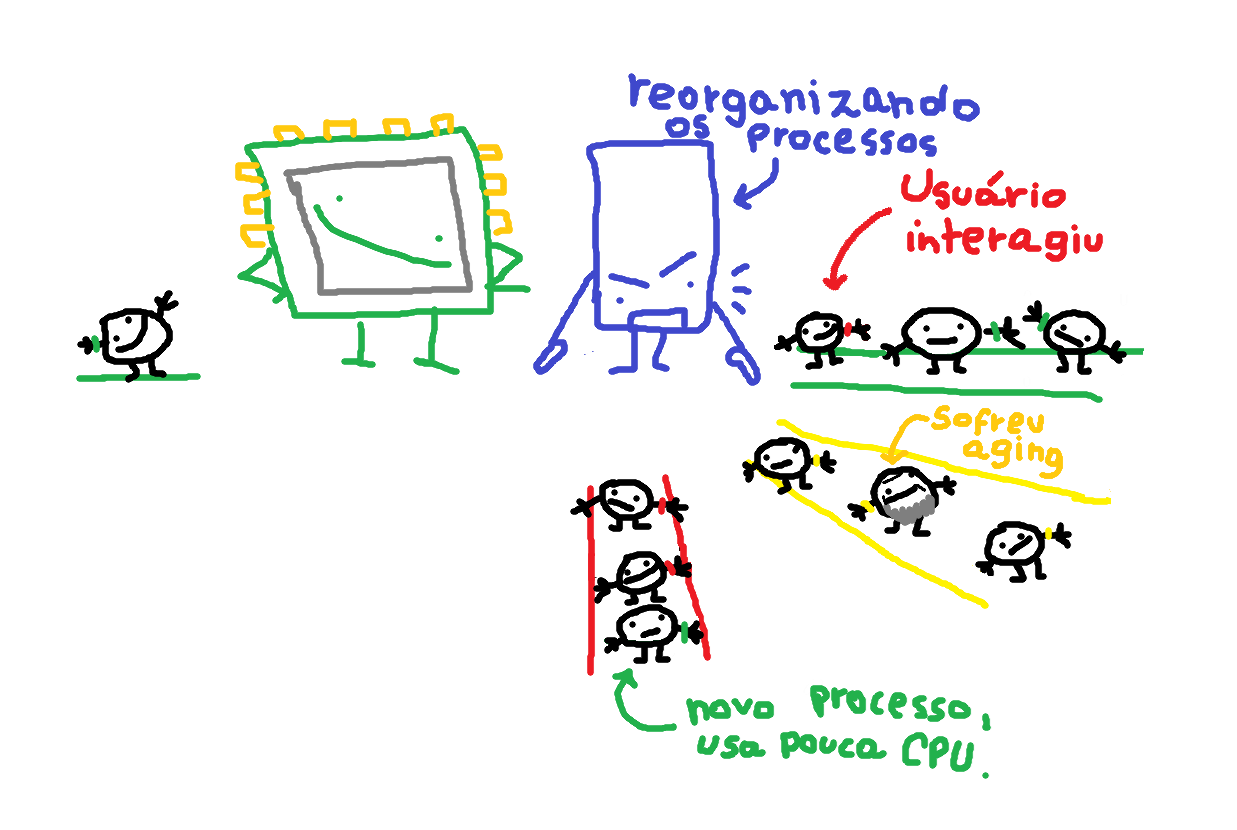 reorganizando
os processos
Usuário
interagiu
sofreu
aging
novo processo,
usa pouca CPU.